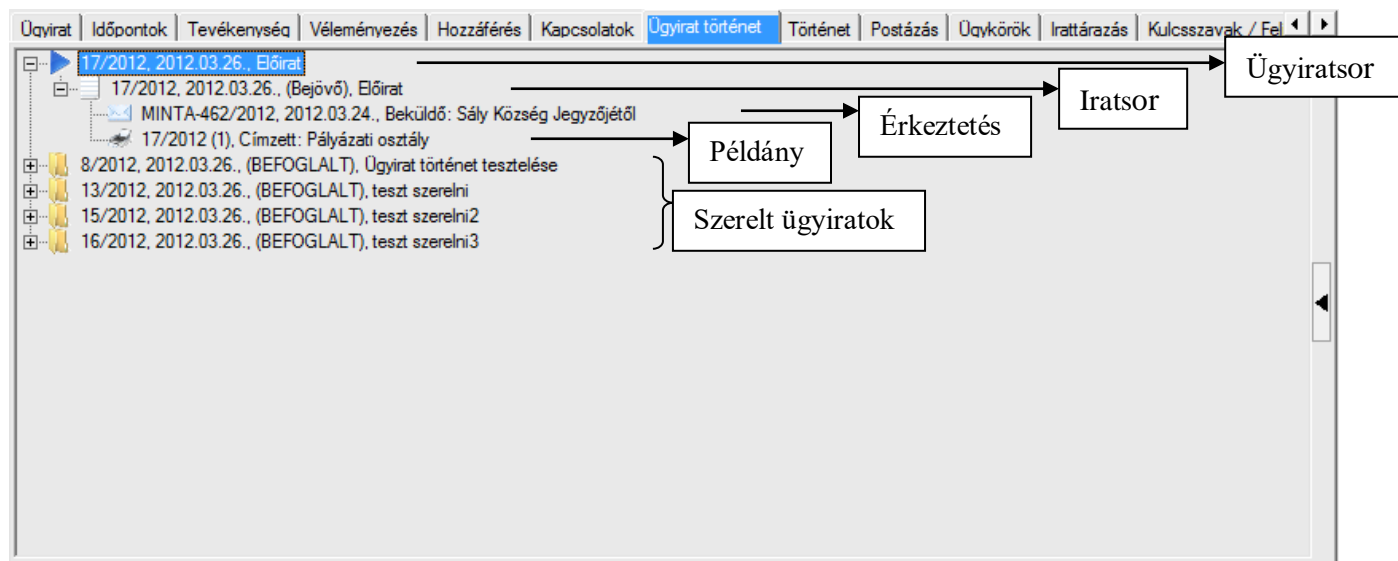 Ügyirat Időpontok Tevékenység Véleményezés Hozzáférés Kapcsolatok Ügyirat történet Történet Postázás Ügykörök Irattárazás Kulcsszavak / Fel
17/2012, 2012.03.26., Előirat
Ügyiratsor
17/2012, 2012.03.26., (Bejövő), Előirat
Iratsor
MINTA-462/2012, 2012.03.24., Beküldő: Sály Község Jegyzőjétől
Érkeztetés
17/2012 (1), Címzett: Pályázati osztály
Példány
8/2012, 2012.03.26., (BEFOGLALT), Ügyirat történet tesztelése
13/2012, 2012.03.26., (BEFOGLALT), teszt szerelni
15/2012, 2012.03.26., (BEFOGLALT), teszt szerelni2
16/2012, 2012.03.26., (BEFOGLALT), teszt szerelni3
Szerelt ügyiratok